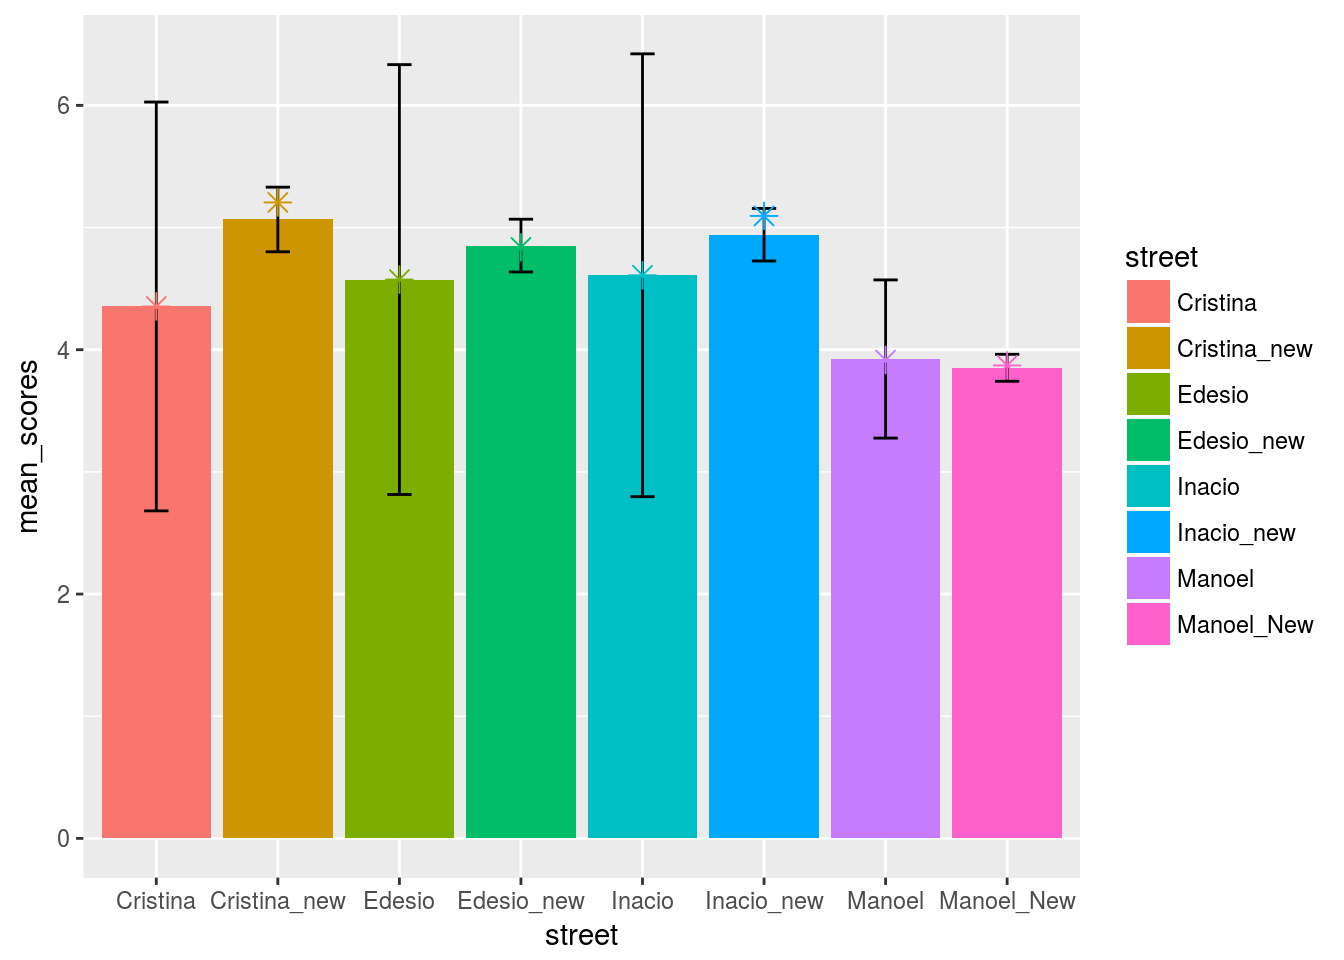 mean_scores
6
4
2
0
Cristina Cristina_new Edesio Edesio_new Inacio Inacio_new Manoel Manoel_New
street
street
Cristina
Cristina_new
Edesio
Edesio_new
Inacio
Inacio_new
Manoel
Manoel_New